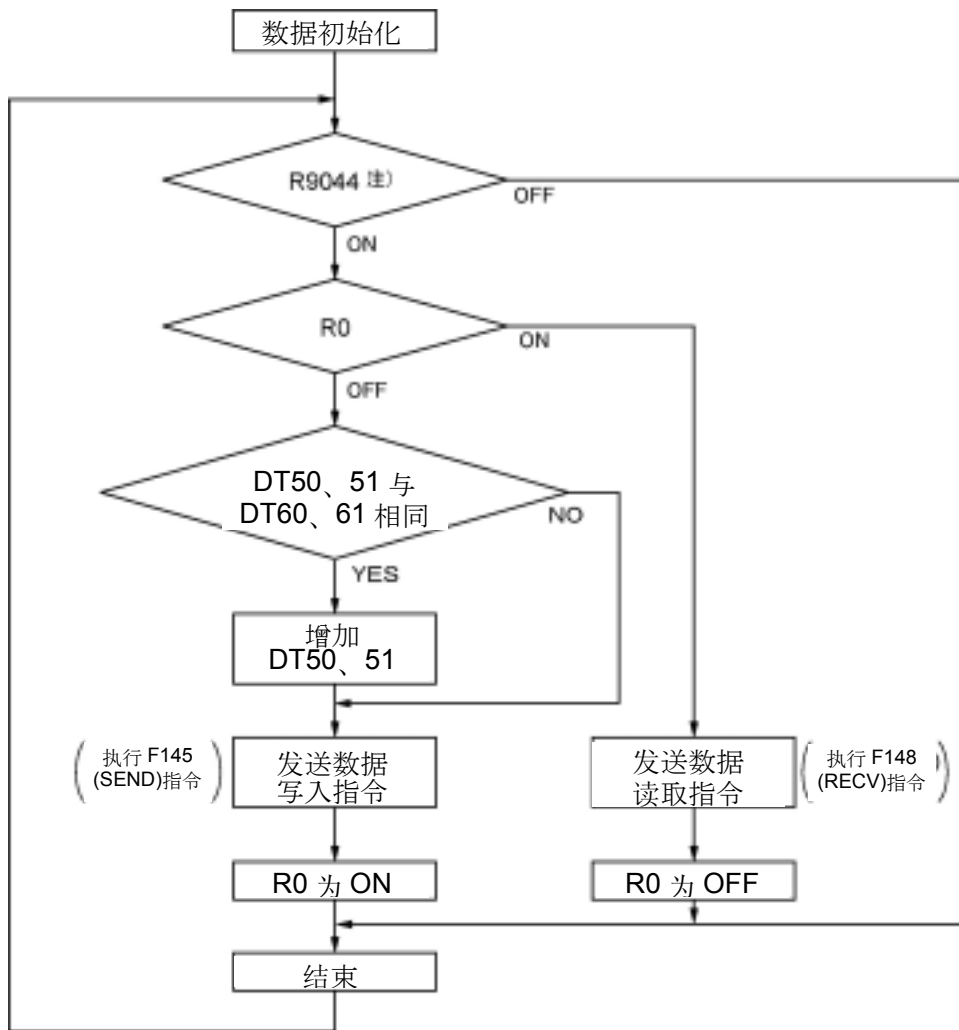 数据初始化
R9044 注)
OFF
ON
R0
ON
OFF
DT50、51 与
DT60、61 相同
NO
YES
增加
DT50、51
执行 F145
(SEND)指令
发送数据
写入指令
发送数据
读取指令
执行 F148
(RECV)指令
R0 为 ON
R0 为 OFF
结束